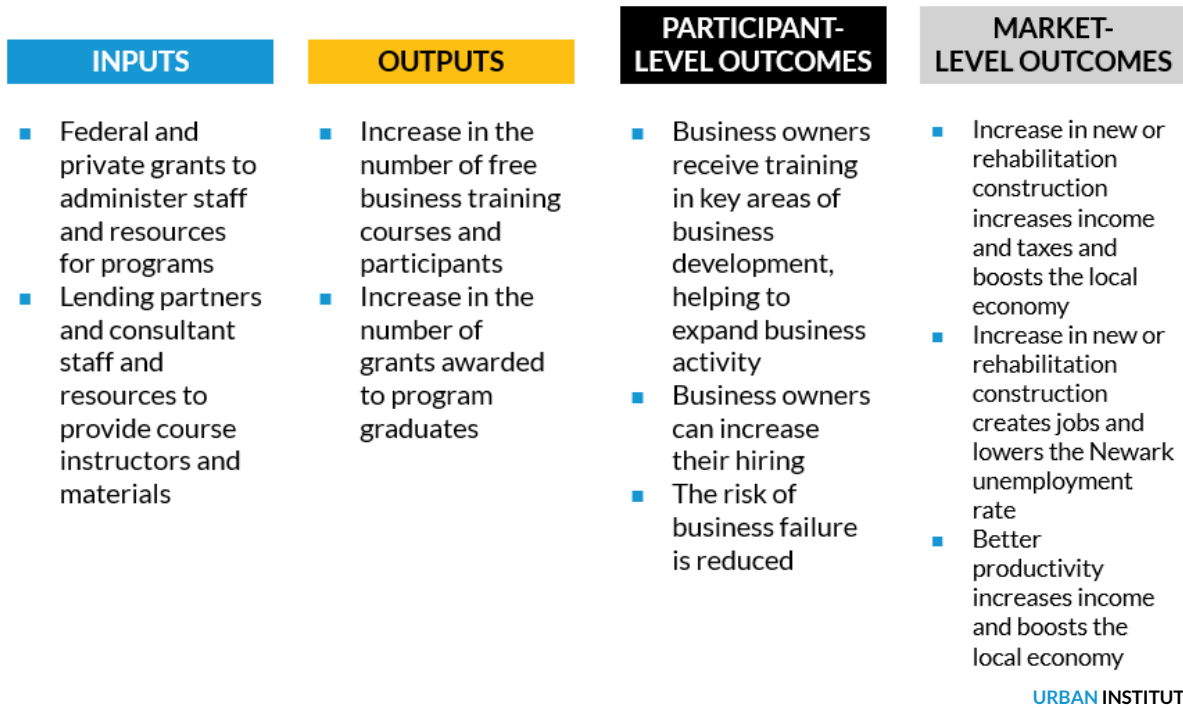 INPUTS
Federal and
private grants to
administer staff
and resources
for programs
Lending partners
and consultant
staff and
resources to
provide course
instructors and
materials
OUTPUTS
Increase in the
number of free
business training
courses and
participants
Increase in the
number of
grants awarded
to program
graduates
PARTICIPANT-
LEVEL OUTCOMES
Business owners
receive training
in key areas of
business
development,
helping to
expand business
activity
Business owners
can increase
their hiring
The risk of
business failure
is reduced
MARKET-
LEVEL OUTCOMES
Increase in new or
rehabilitation
construction
increases income
and taxes and
boosts the local
economy
Increase in new or
rehabilitation
construction
creates jobs and
lowers the Newark
unemployment
rate
Better
productivity
increases income
and boosts the
local economy
URBAN INSTITUT